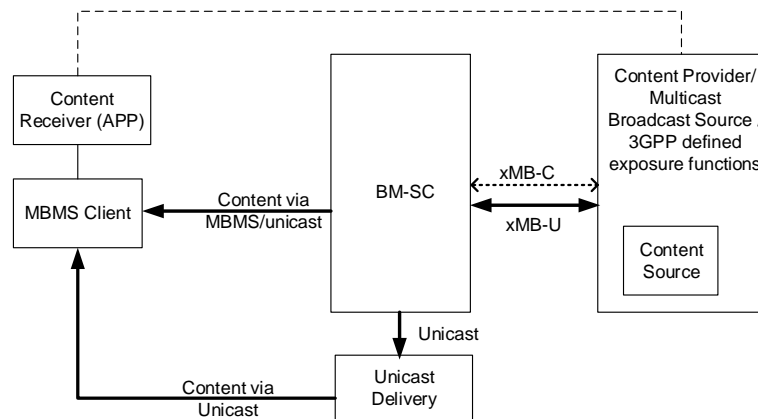 Content
Receiver (APP)
MBMS Client
Content via
MBMS/unicast
BM-SC
xMB-C
xMB-U
Content Provider/
Multicast
Broadcast Source /
3GPP defined
exposure functions
Content
Source
Unicast
Unicast
Delivery
Content via
Unicast